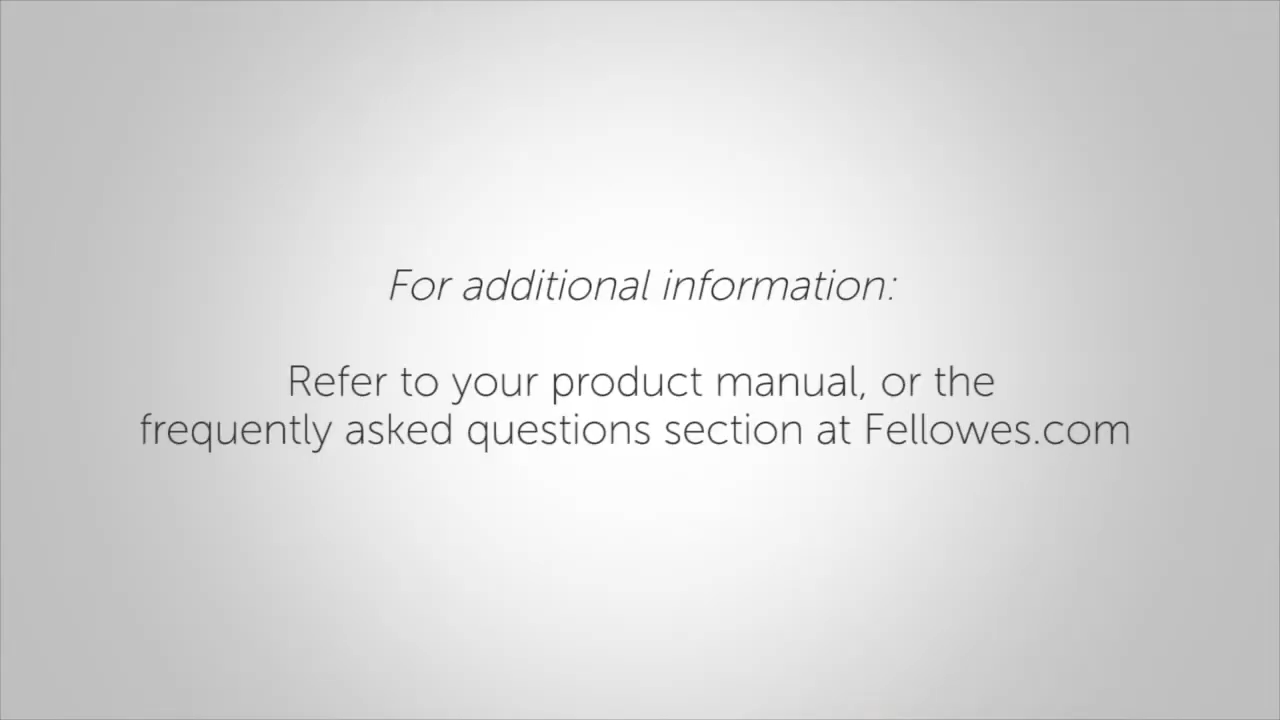 For additional information:
Refer to your product manual, or the
frequently asked questions section at Fellowes.com